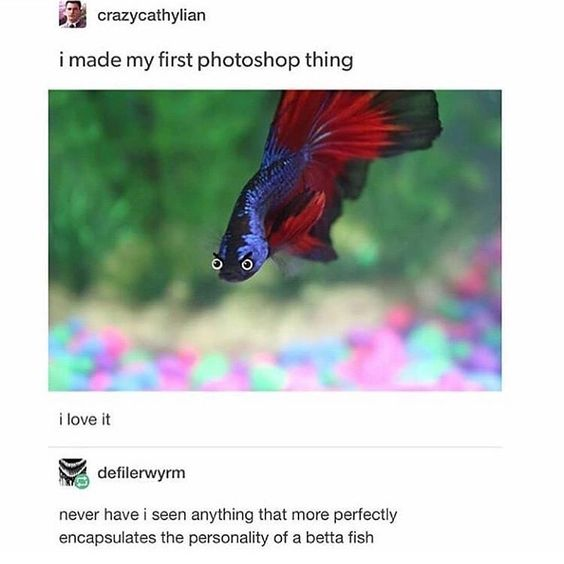 crazycathylian
i made my first photoshop thing
i love it
defilerwyrm
never have i seen anything that more perfectly
encapsulates the personality of a betta fish